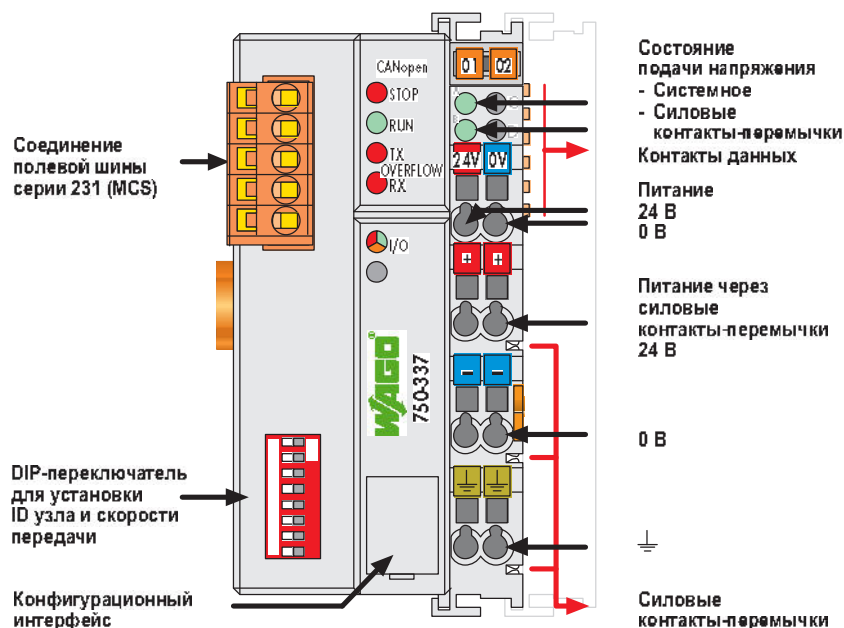 Соединение
полевой шины
серии 231 (MCS)
DIP-переключатель
для установки
ID узла и скорости
передачи
Конфигурационный
интерфейс
CANopen
STOP
RUN
TX
OVERFLOW
RX
I/O
WAGO®
750-337
01 02
A C
B D
24V 0V
+ +
– –
Состояние
подачи напряжения
- Системное
- Силовые
контакты-перемычки
Контакты данных
Питание
24 В
0 В
Питание через
силовые
контакты-перемычки
24 В
0 В
Силовые
контакты-перемычки